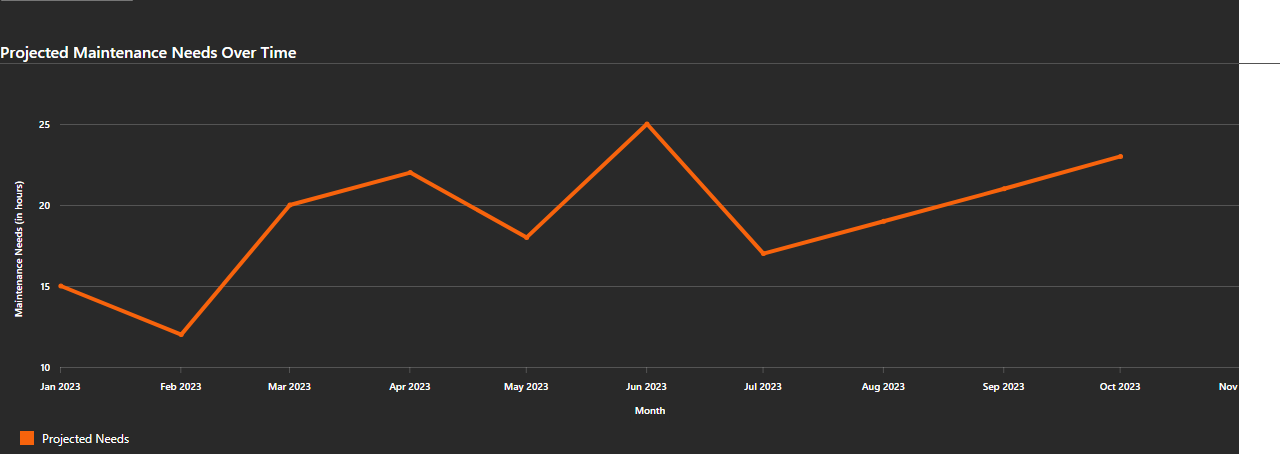 Projected Maintenance Needs Over Time
Maintenance Needs (in hours)
25
20
15
10
Jan 2023 Feb 2023 Mar 2023 Apr 2023 May 2023 Jun 2023 Jul 2023 Aug 2023 Sep 2023 Oct 2023 Nov
Month
Projected Needs